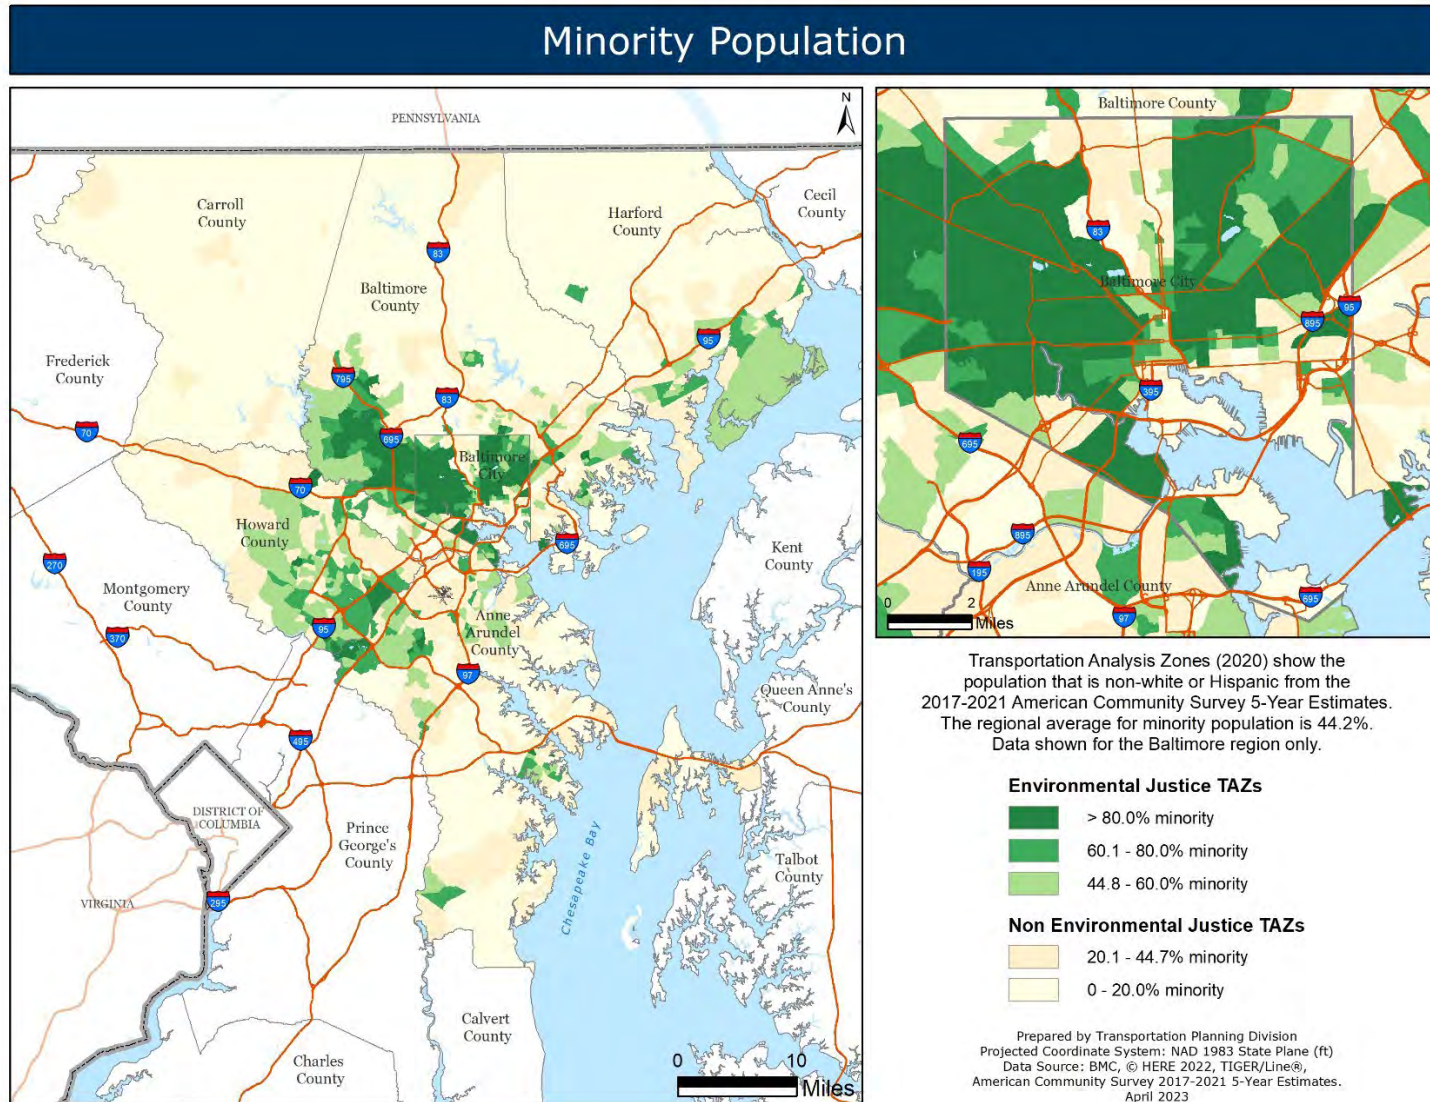 Minority Population
PENNSYLVANIA
N
Carroll
County
Harford
County
Cecil
County
83
Baltimore
County
Frederick
County
795
95
83
70
695
Baltimore
City
70
Howard
County
695
Kent
County
270
Montgomery
County
370
95
Anne
Arundel
County
97
Queen Anne's
County
495
DISTRICT OF
COLUMBIA
Prince
George's
County
Chesapeake Bay
Talbot
County
VIRGINIA
295
Calvert
County
Charles
County
0 10
Miles
Baltimore County
83
Baltimore City
95
895
395
695
895
195
Anne Arundel County
695
97
0 2
Miles
Transportation Analysis Zones (2020) show the
population that is non-white or Hispanic from the
2017-2021 American Community Survey 5-Year Estimates.
The regional average for minority population is 44.2%.
Data shown for the Baltimore region only.
Environmental Justice TAZs
> 80.0% minority
60.1 - 80.0% minority
44.8 - 60.0% minority
Non Environmental Justice TAZs
20.1 - 44.7% minority
0 - 20.0% minority
Prepared by Transportation Planning Division
Projected Coordinate System: NAD 1983 State Plane (ft)
Data Source: BMC, © HERE 2022, TIGER/Line®,
American Community Survey 2017-2021 5-Year Estimates.
April 2023